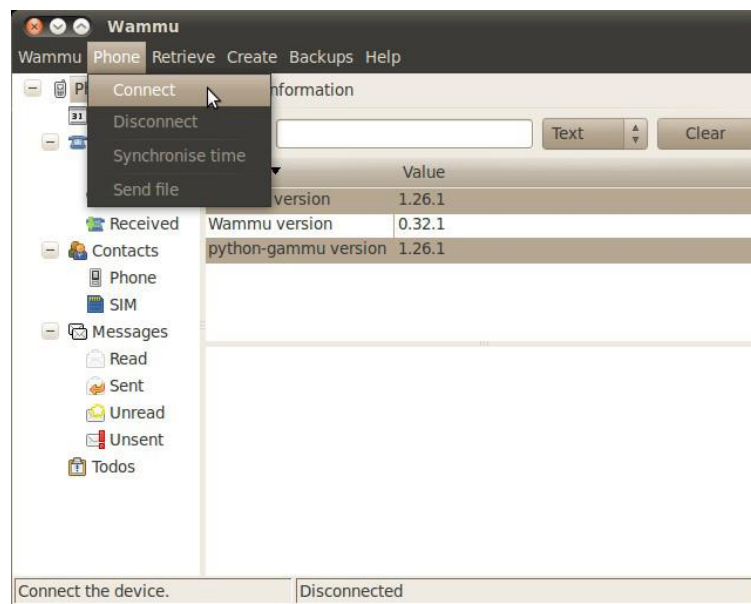 Wammu
Wammu Phone Retrieve Create Backups Help
Connect
Disconnect
Synchronise time
Send file
nformation
Text
Clear
Value
version 1.26.1
Wammu version 0.32.1
python-gammu version 1.26.1
31
Received
Contacts
Phone
SIM
Messages
Read
Sent
Unread
Unsent
Todos
Connect the device.
Disconnected